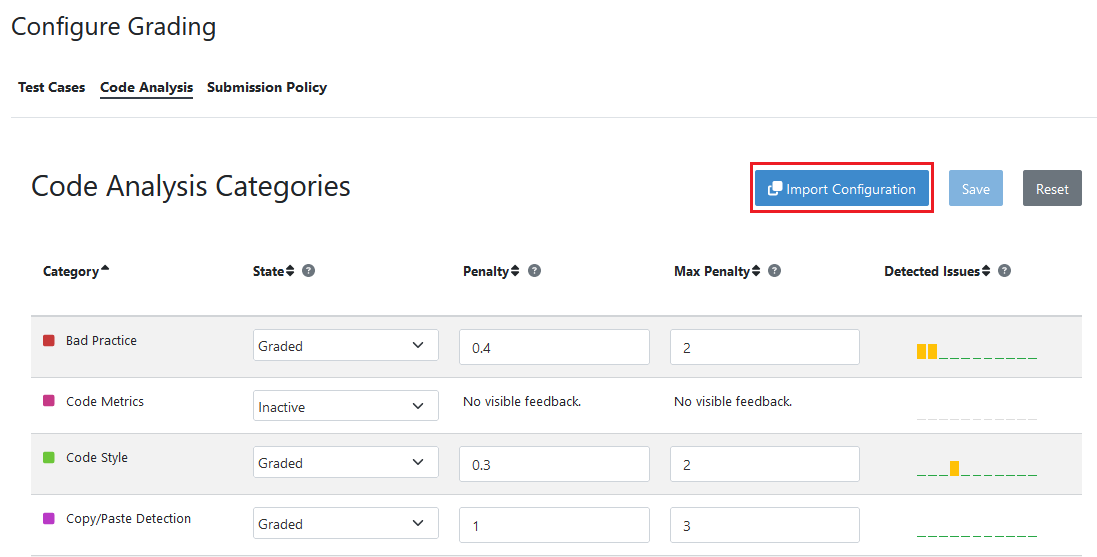 Configure Grading
Test Cases Code Analysis Submission Policy
Code Analysis Categories Import Configuration Save Reset
Category State ? Penalty ? Max Penalty ? Detected Issues ?
Bad Practice Graded 0.4 2
Code Metrics Inactive No visible feedback. No visible feedback.
Code Style Graded 0.3 2
Copy/Paste Detection Graded 1 3